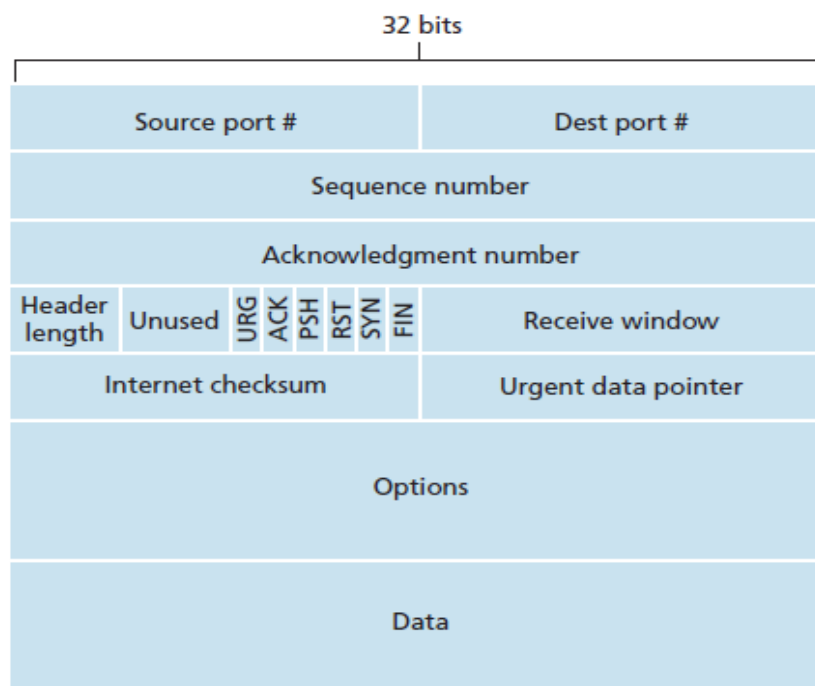 32 bits
Source port # Dest port #
Sequence number
Acknowledgment number
Header length Unused URG ACK PSH RST SYN FIN Receive window
Internet checksum Urgent data pointer
Options
Data